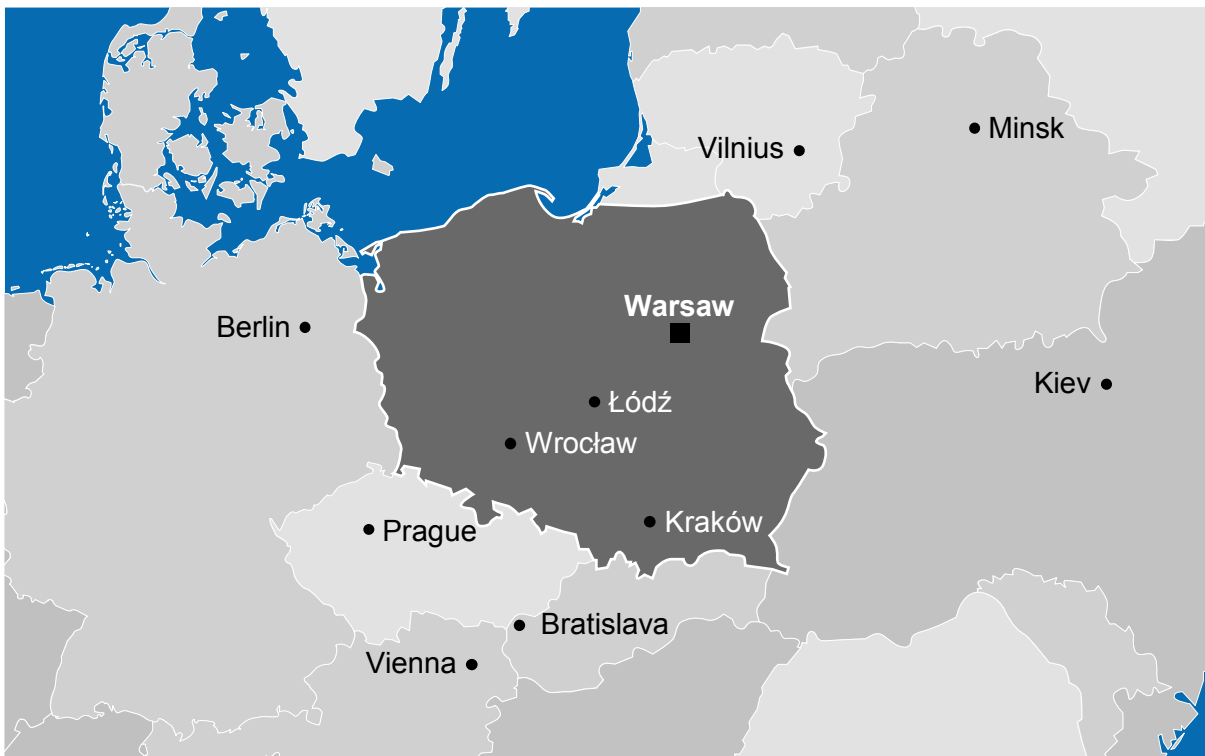 Minsk
Vilnius
Warsaw
Berlin
Kiev
Łódź
Wrocław
Kraków
Prague
Bratislava
Vienna